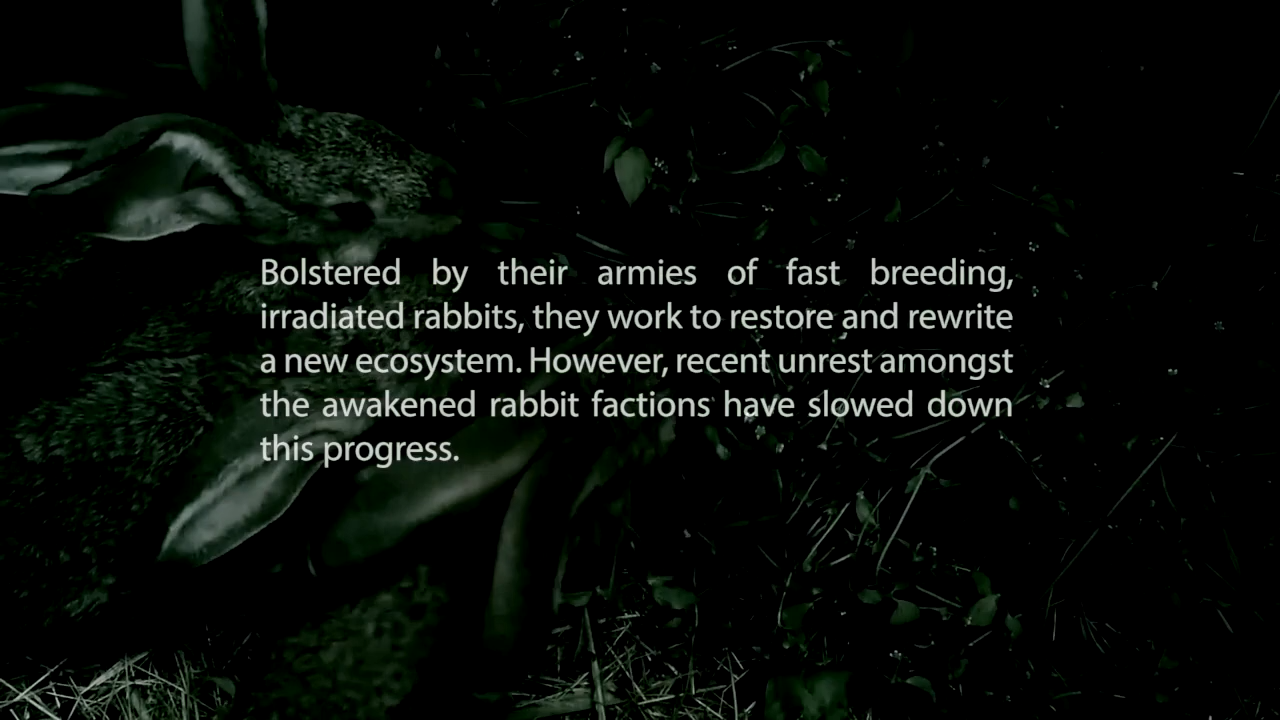 Bolstered by their armies of fast breeding,
irradiated rabbits, they work to restore and rewrite
a new ecosystem. However, recent unrest amongst
the awakened rabbit factions have slowed down
this progress.